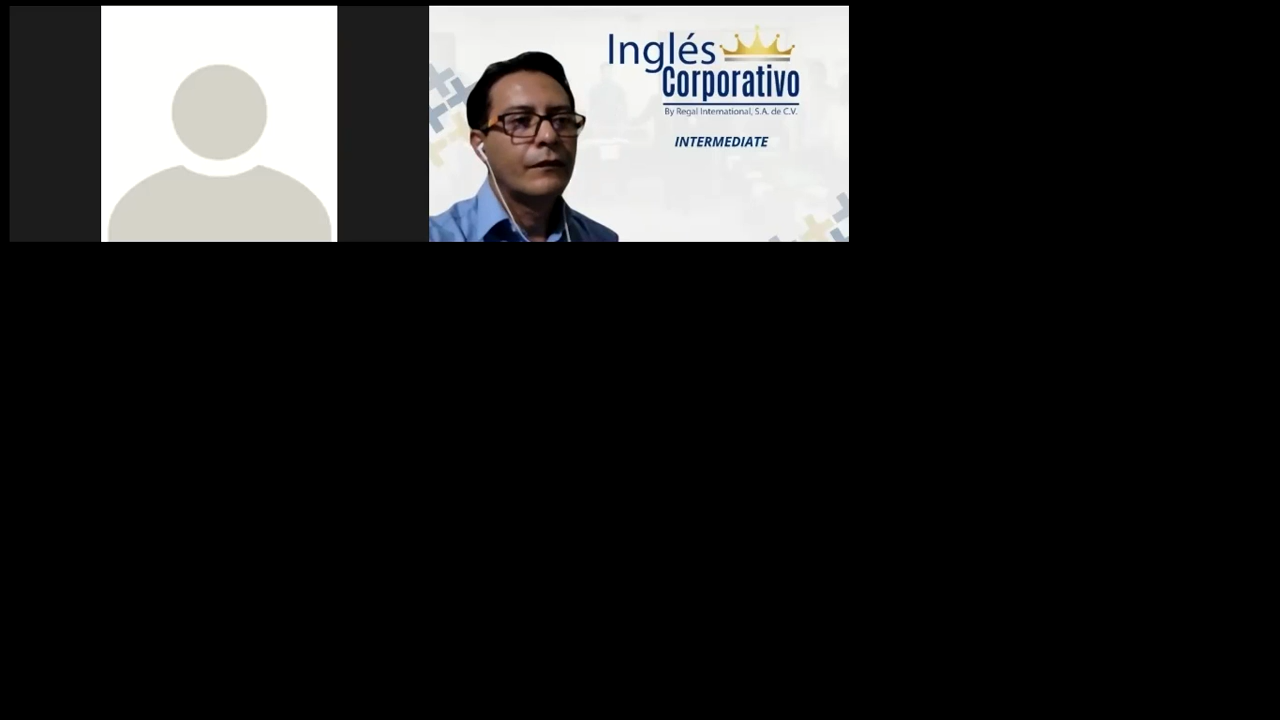 Inglés
Corporativo
By Regal International, S.A. de C.V.
INTERMEDIATE